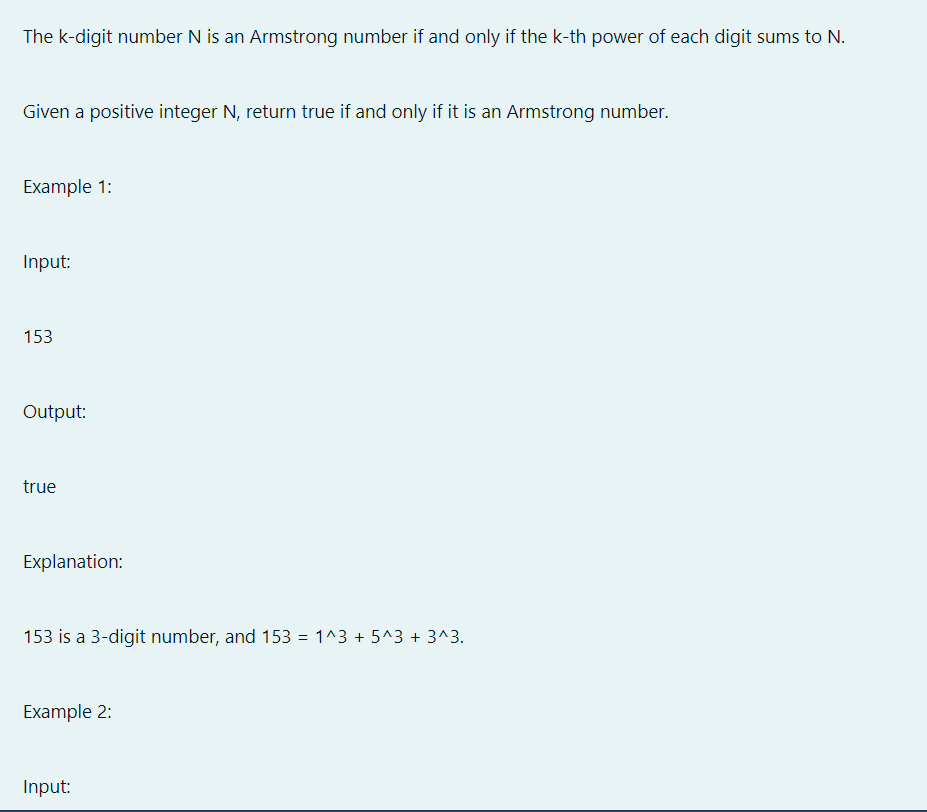 The k-digit number N is an Armstrong number if and only if the k-th power of each digit sums to N.
Given a positive integer N, return true if and only if it is an Armstrong number.
Example 1:
Input:
153
Output:
true
Explanation:
153 is a 3-digit number, and 153 = 1^3 + 5^3 + 3^3.
Example 2:
Input: